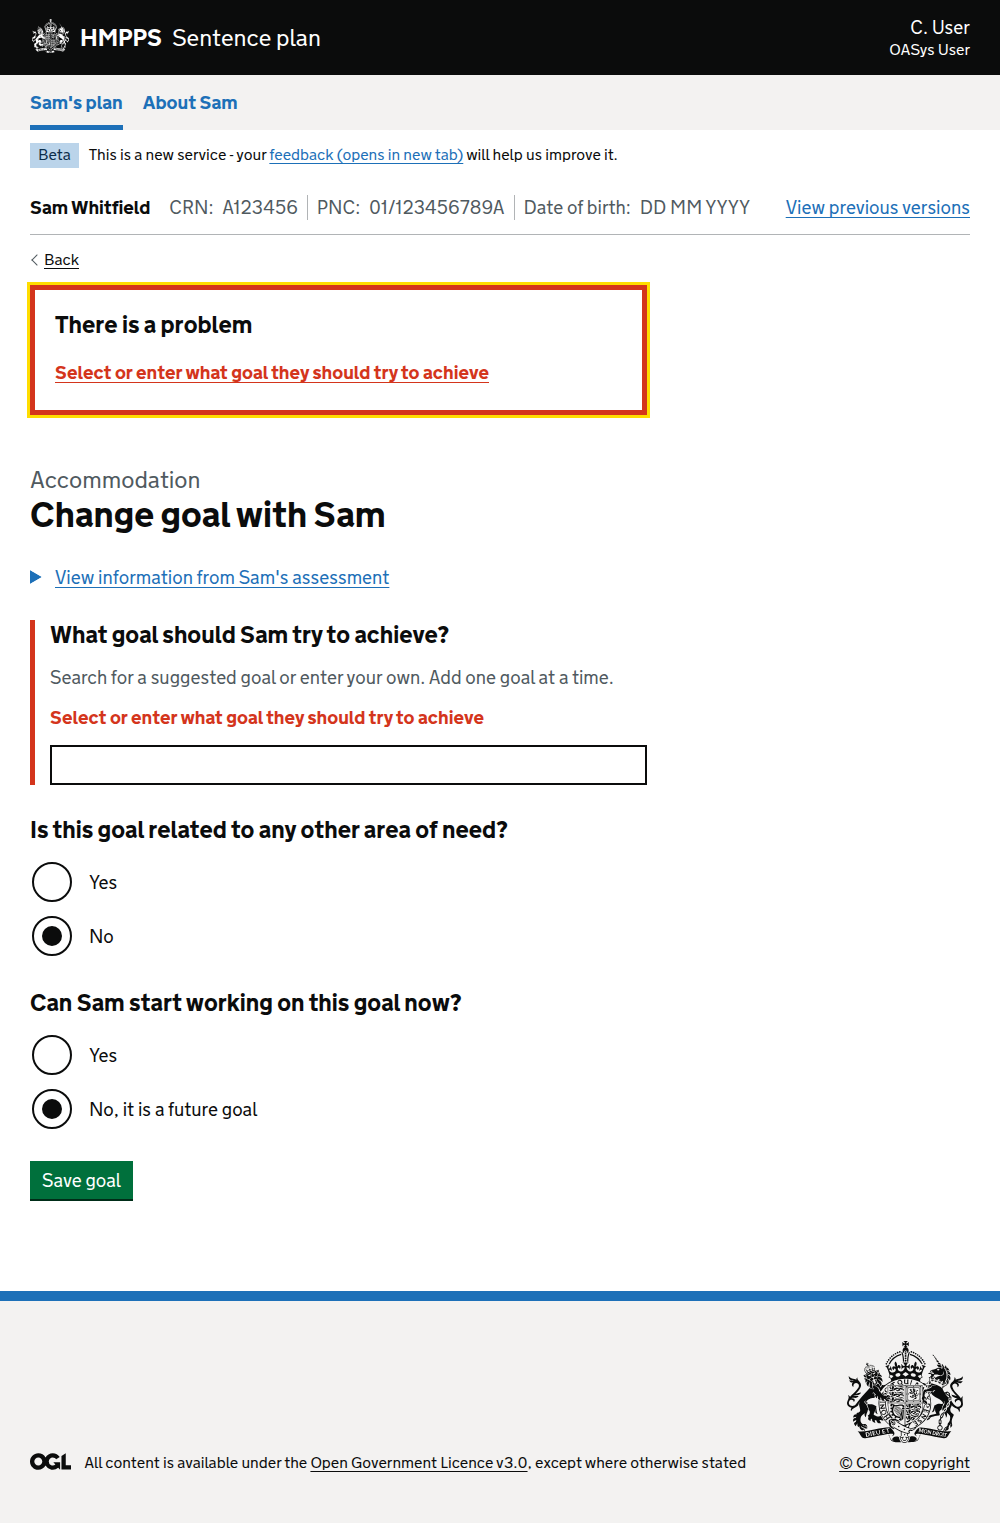 HMPPS Sentence plan
C. User
OASys User
Sam's plan About Sam
Beta This is a new service - your feedback (opens in new tab) will help us improve it.
Sam Whitfield CRN: A123456 PNC: 01/123456789A Date of birth: DD MM YYYY View previous versions
Back
There is a problem
Select or enter what goal they should try to achieve
Accommodation
Change goal with Sam
View information from Sam's assessment
What goal should Sam try to achieve?
Search for a suggested goal or enter your own. Add one goal at a time.
Select or enter what goal they should try to achieve
Is this goal related to any other area of need?
Yes
No
Can Sam start working on this goal now?
Yes
No, it is a future goal
Save goal
DIEU ET MON DROIT
OGL All content is available under the Open Government Licence v3.0, except where otherwise stated
© Crown copyright